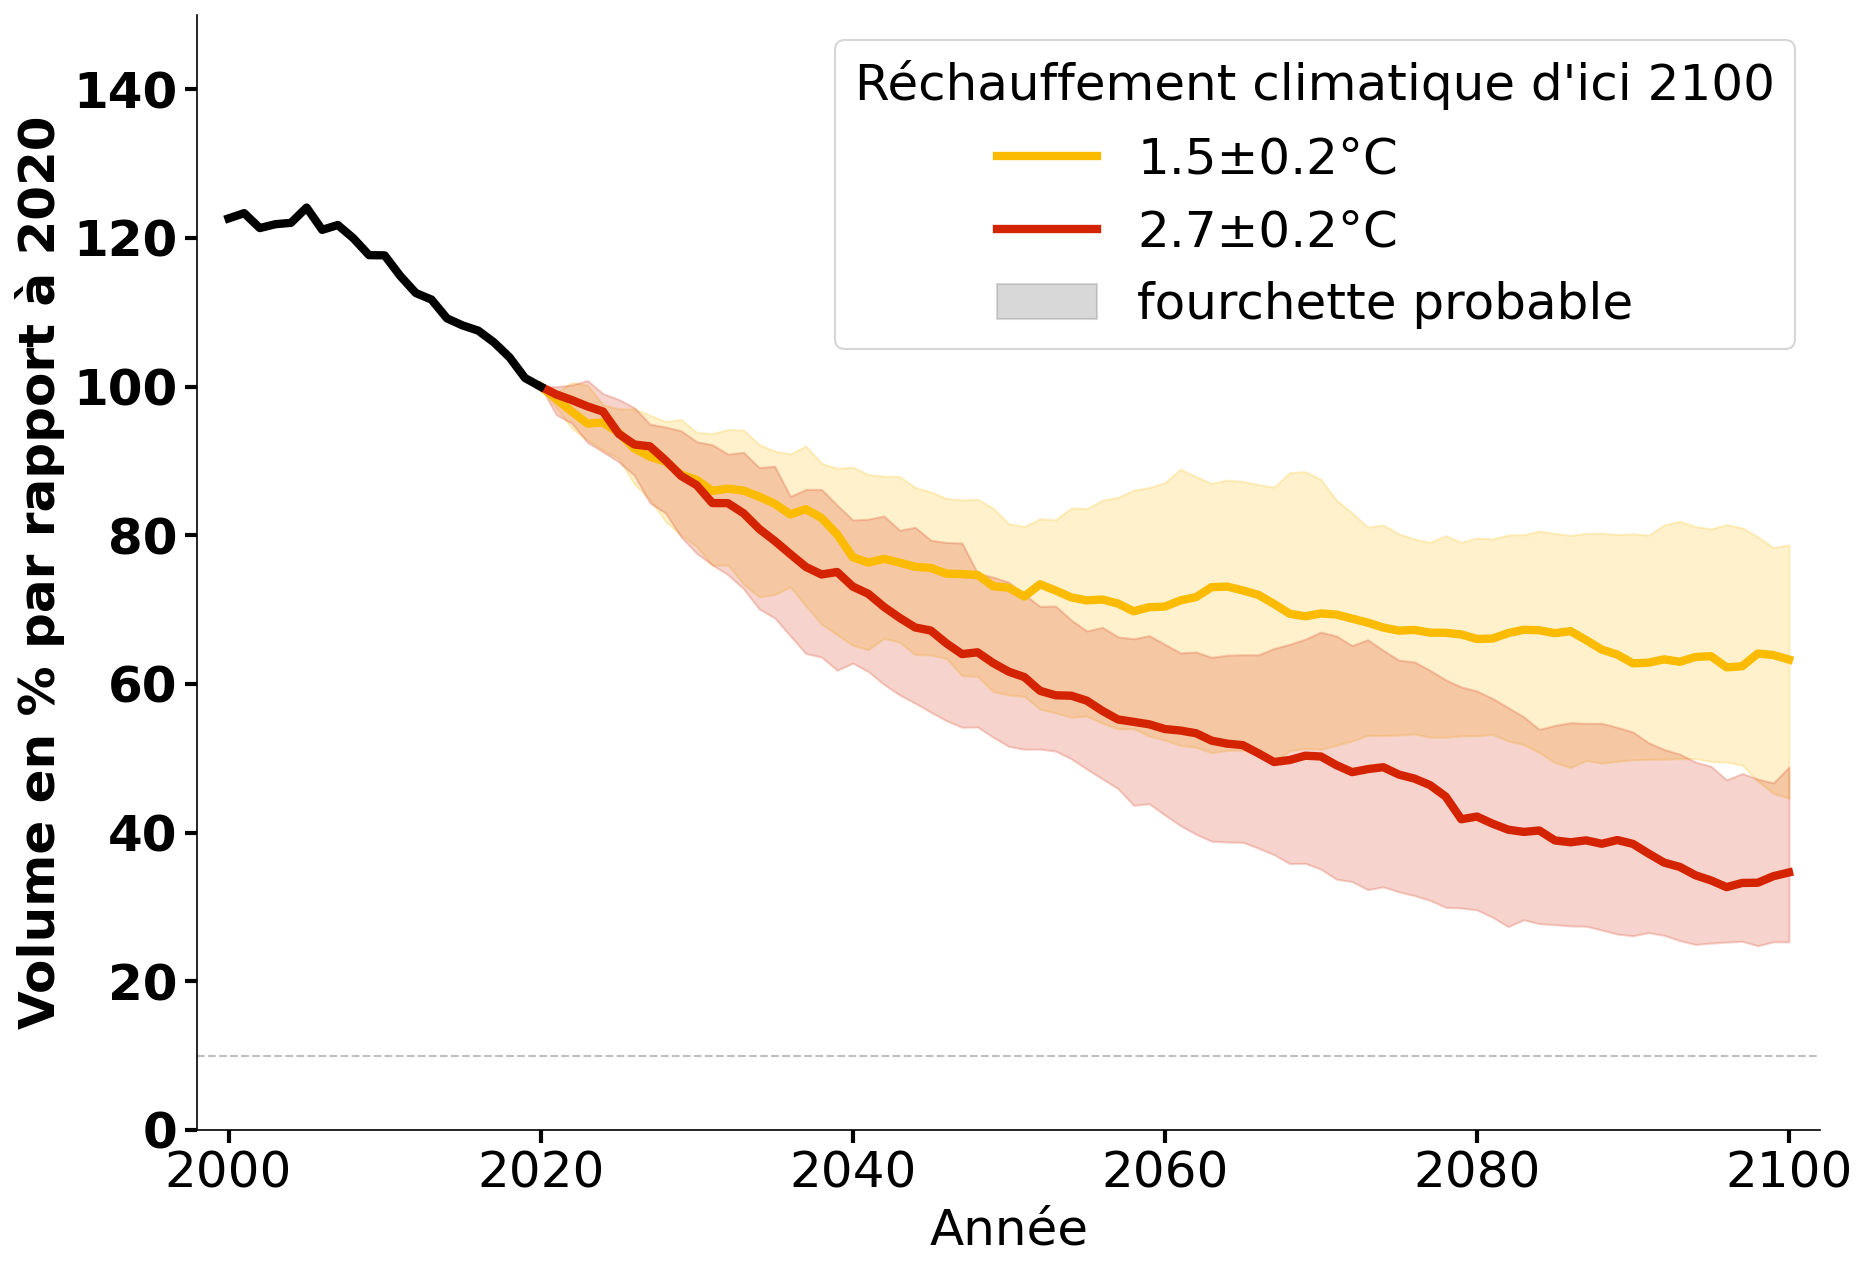 Volume en % par rapport à 2020
140
120
100
80
60
40
20
0
Réchauffement climatique d'ici 2100
1.5±0.2°C
2.7±0.2°C
fourchette probable
2000 2020 2040 2060 2080 2100
Année